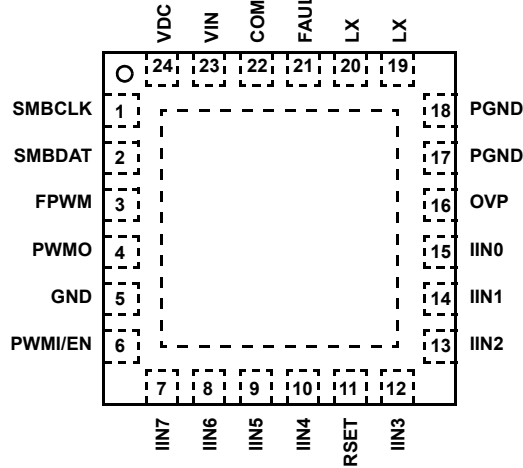 VDC
VIN
COM
FAUL
LX
LX
24
23
22
21
20
19
SMBCLK 1
18 PGND
SMBDAT 2
17 PGND
FPWM 3
16 OVP
PWMO 4
15 IIN0
GND 5
14 IIN1
PWMI/EN 6
13 IIN2
7
8
9
10
11
12
IIN7
IIN6
IIN5
IIN4
RSET
IIN3